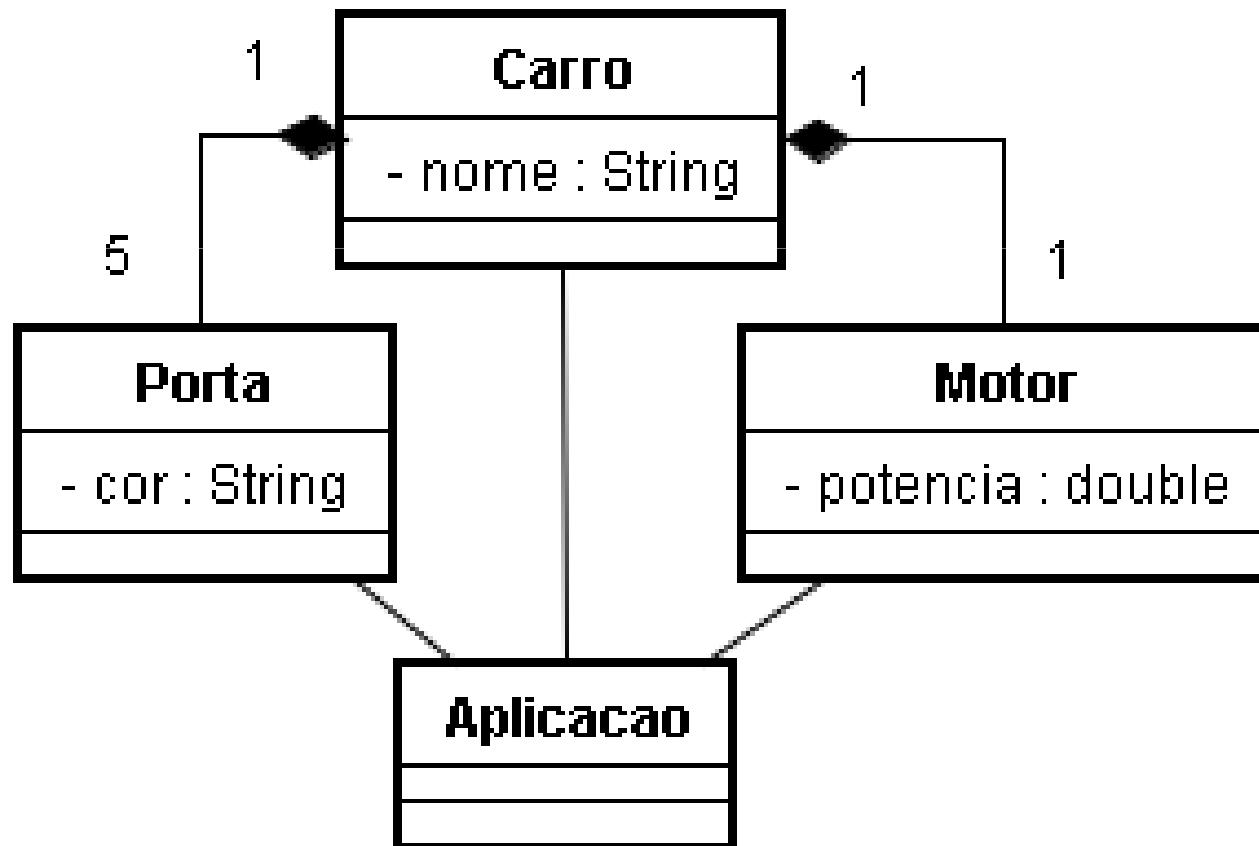 1
Carro
1
- nome : String
5
1
Porta
Motor
- cor : String
- potencia : double
Aplicacao